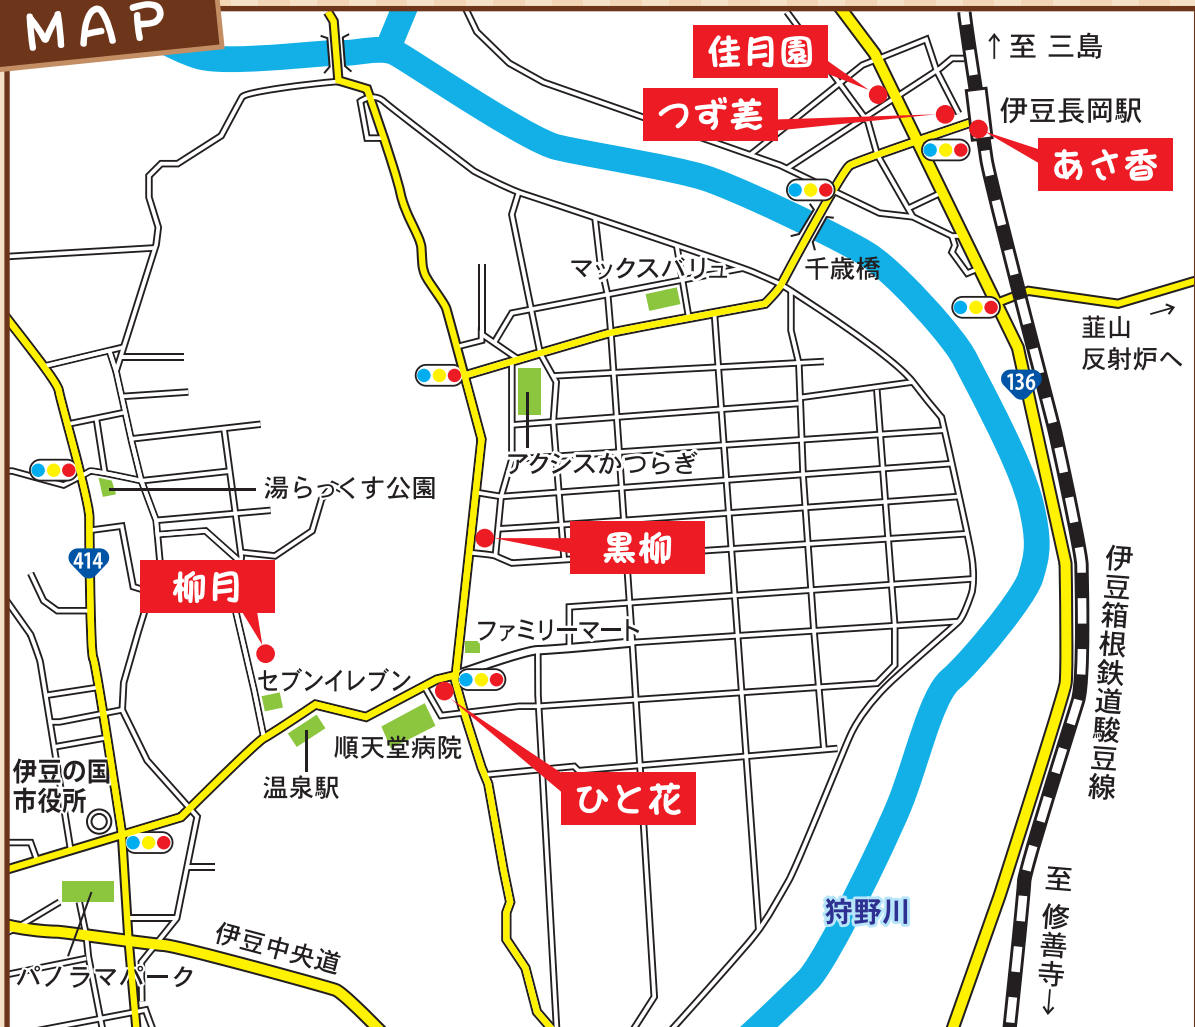 MAP
↑至 三島
佳月園
つず美
伊豆長岡駅
あさ香
千歳橋
マックスバリュ
韮山
反射炉へ
→
136
アクシスかつらぎ
湯らっくす公園
黒柳
414
柳月
伊豆箱根鉄道駿豆線
ファミリーマート
セブンイレブン
順天堂病院
温泉駅
伊豆の国
市役所
ひと花
至 修善寺→
狩野川
伊豆中央道
パノラマパーク